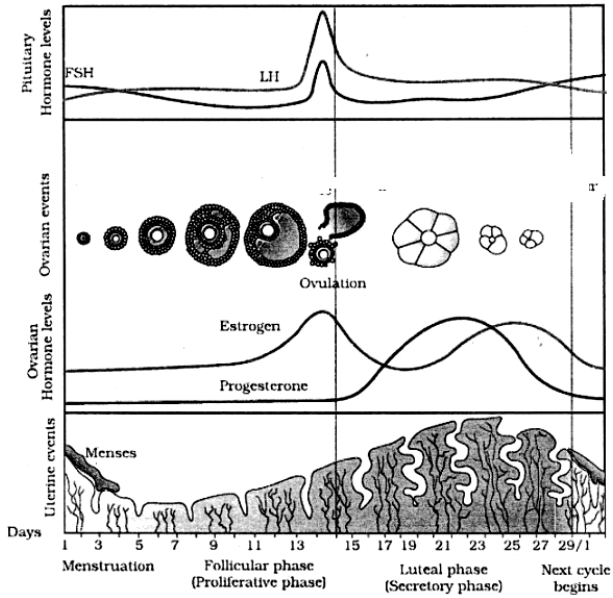 Pituitary
Hormone levels
FSH
LH
Ovarian events
Ovulation
Ovarian
Hormone levels
Estrogen
Progesterone
Uterine events
Menses
Days
1 3 5 7 9 11 13 15 17 19 21 23 25 27 29/1
Menstruation
Follicular phase
(Proliferative phase)
Luteal phase
(Secretory phase)
Next cycle
begins